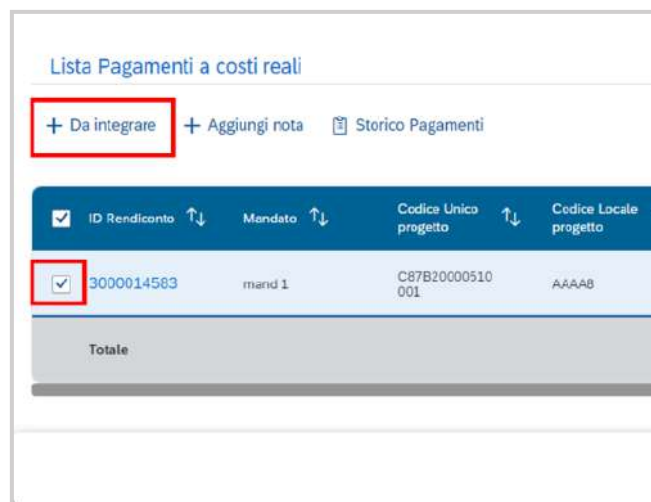 Lista Pagamenti a costi reali
Da integrare Aggiungi nota Storico Pagamenti
ID Rendiconto Mandato Codice Unico progetto Codice Locale progetto
3000014583 mand 1 C87B20000510 001 AAAA8
Totale